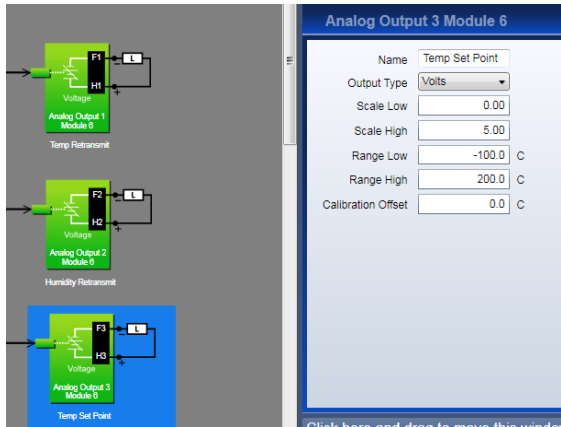 F1
L
H1
Voltage
Analog Output 1
Module 6
Temp Retransmit
F2
L
H2
Voltage
Analog Output 2
Module 6
Humidity Retransmit
F3
L
H3
Voltage
Analog Output 3
Module 6
Temp Set Point
Analog Output 3 Module 6
Name Temp Set Point
Output Type Volts
Scale Low 0.00
Scale High 5.00
Range Low -100.0 C
Range High 200.0 C
Calibration Offset 0.0 C
Click here and drag to move this window